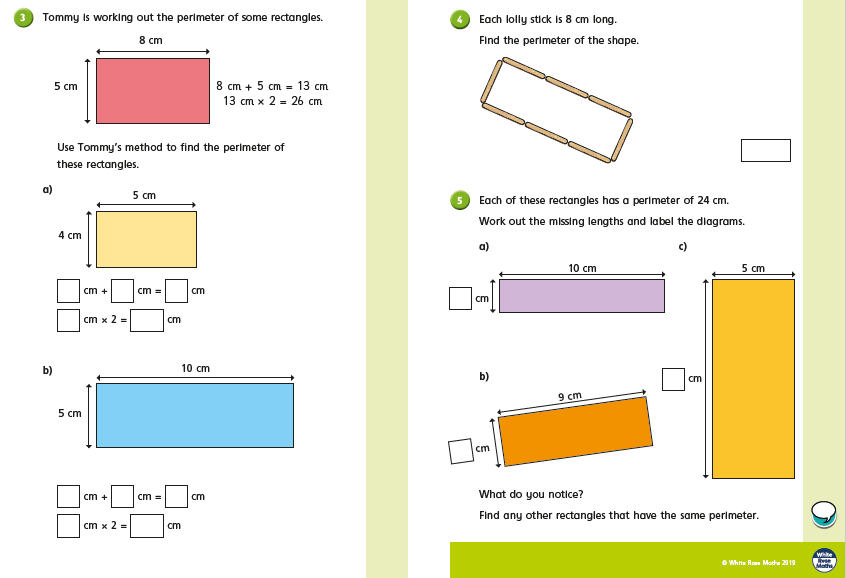 3 Tommy is working out the perimeter of some rectangles.
8 cm
5 cm
8 cm + 5 cm = 13 cm
13 cm × 2 = 26 cm
Use Tommy's method to find the perimeter of
these rectangles.
a)
5 cm
4 cm
cm + cm = cm
cm × 2 = cm
b)
10 cm
5 cm
cm + cm = cm
cm × 2 = cm
4 Each lolly stick is 8 cm long.
Find the perimeter of the shape.
5 Each of these rectangles has a perimeter of 24 cm.
Work out the missing lengths and label the diagrams.
a)
10 cm
cm
b)
9 cm
cm
c)
5 cm
cm
What do you notice?
Find any other rectangles that have the same perimeter.
© White Rose Maths 2019
White
Rose
Maths